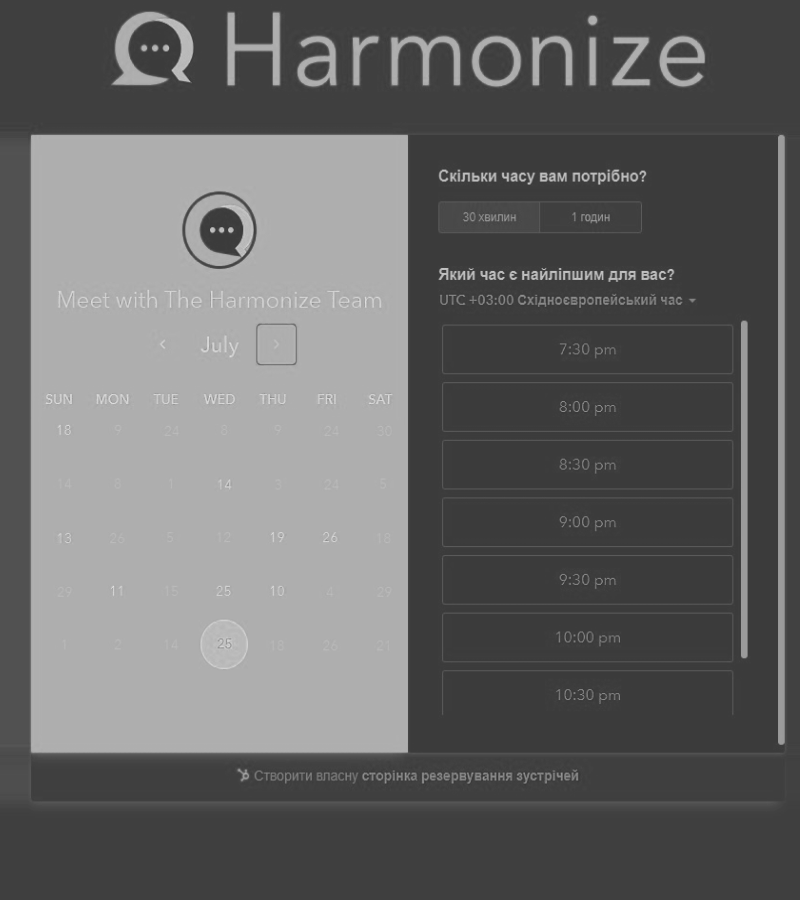 Harmonize
Meet with The Harmonize Team
July
SUN MON TUE WED THU FRI SAT
18 9 24 8 9 24 30
14 8 1 14 3 24 5
13 26 5 12 19 26 18
29 11 15 25 10 4 29
1 2 14 25 18 26 21
Скільки часу вам потрібно?
30 хвилин 1 годин
Який час є найліпшим для вас?
UTC +03:00 Східноєвропейський час
7:30 pm
8:00 pm
8:30 pm
9:00 pm
9:30 pm
10:00 pm
10:30 pm
Створити власну сторінка резервування зустрічей